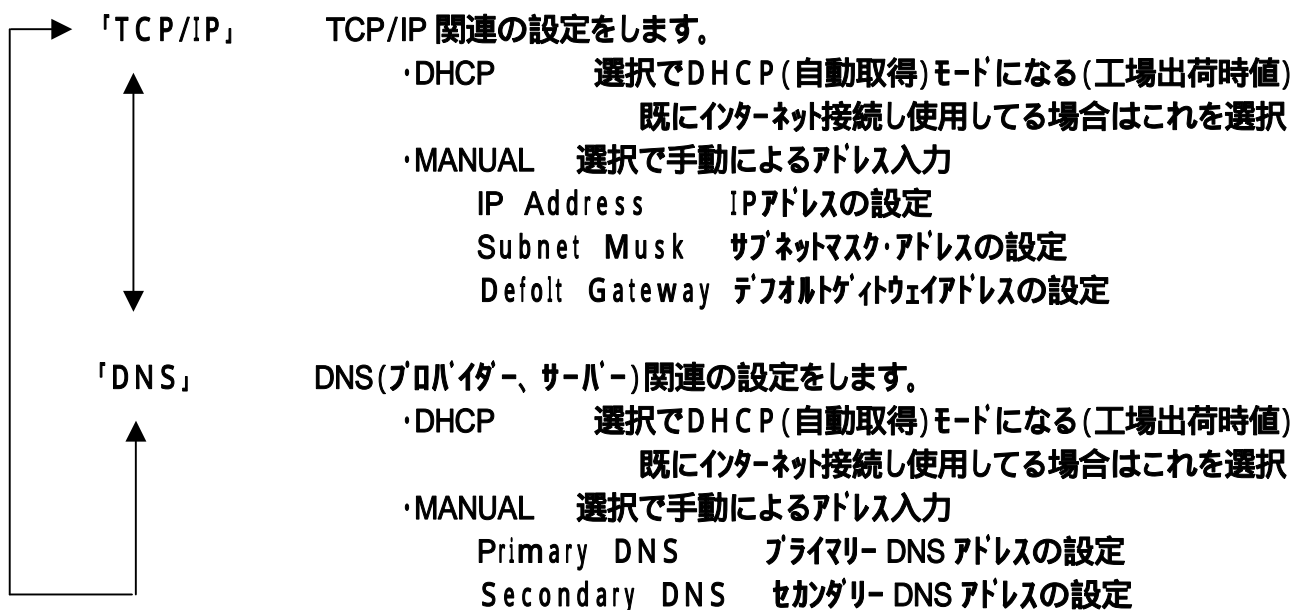 「TCP/IP」 TCP/IP 関連の設定をします。
・DHCP 選択でDHCP(自動取得)ﾓｰﾄﾞになる(工場出荷時値)
既にｲﾝﾀｰﾈｯﾄ接続し使用してる場合はこれを選択
・MANUAL 選択で手動によるｱﾄﾞﾚｽ入力
IP Address IPｱﾄﾞﾚｽの設定
Subnet Musk ｻﾌﾞﾈｯﾄﾏｽｸ・ｱﾄﾞﾚｽの設定
Defolt Gateway ﾃﾞﾌｵﾙﾄｹﾞｨﾄｳｪｲｱﾄﾞﾚｽの設定
「DNS」 DNS(ﾌﾟﾛﾊﾞｲﾀﾞｰ、ｻｰﾊﾞｰ)関連の設定をします。
・DHCP 選択でDHCP(自動取得)ﾓｰﾄﾞになる(工場出荷時値)
既にｲﾝﾀｰﾈｯﾄ接続し使用してる場合はこれを選択
・MANUAL 選択で手動によるｱﾄﾞﾚｽ入力
Primary DNS ﾌﾟﾗｲﾏﾘｰ DNS ｱﾄﾞﾚｽの設定
Secondary DNS ｾｶﾝﾀﾞﾘｰ DNS ｱﾄﾞﾚｽの設定